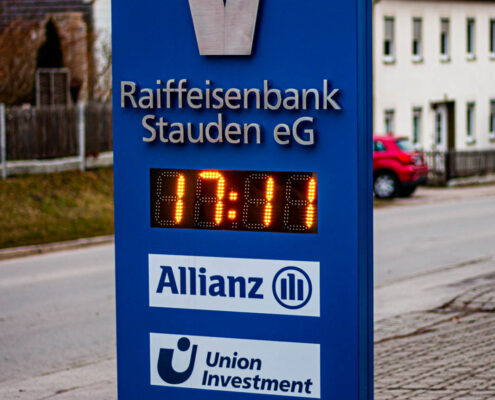 Raiffeisenbank
Stauden eG
17:11
Allianz
Union
Investment